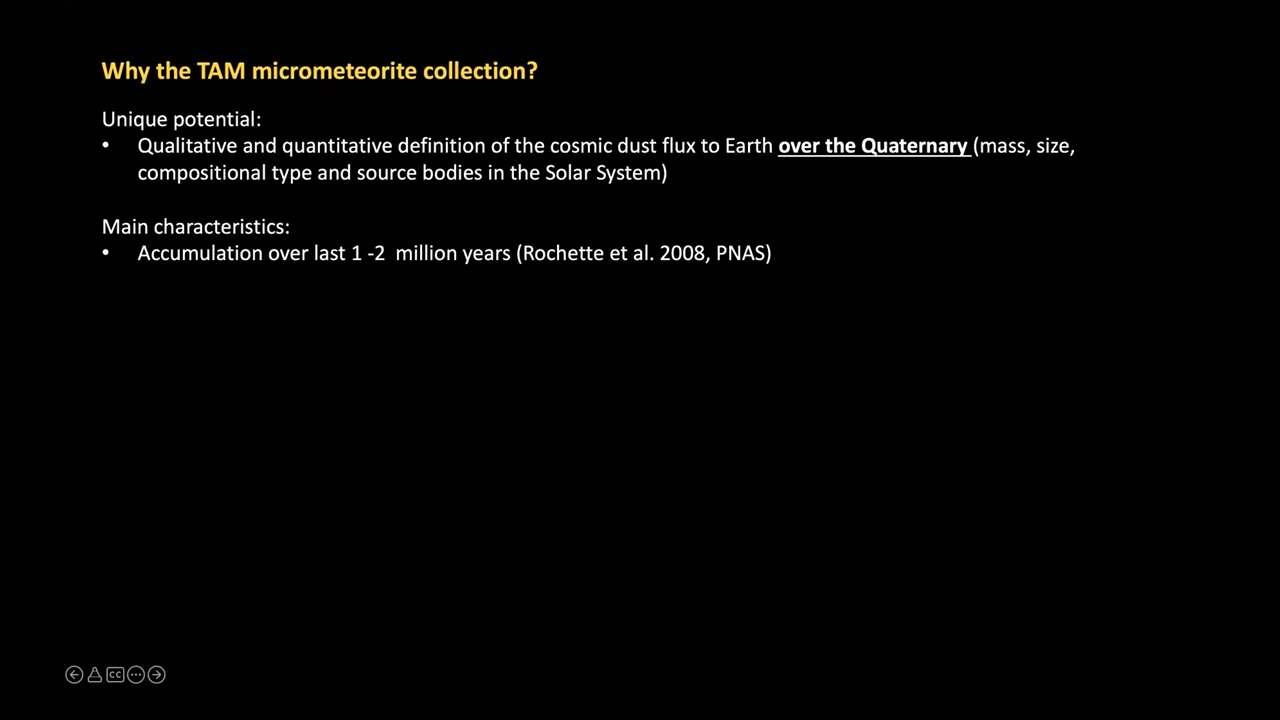 Why the TAM micrometeorite collection?
Unique potential:
• Qualitative and quantitative definition of the cosmic dust flux to Earth over the Quaternary (mass, size,
compositional type and source bodies in the Solar System)
Main characteristics:
• Accumulation over last 1 -2  million years (Rochette et al. 2008, PNAS)
CC